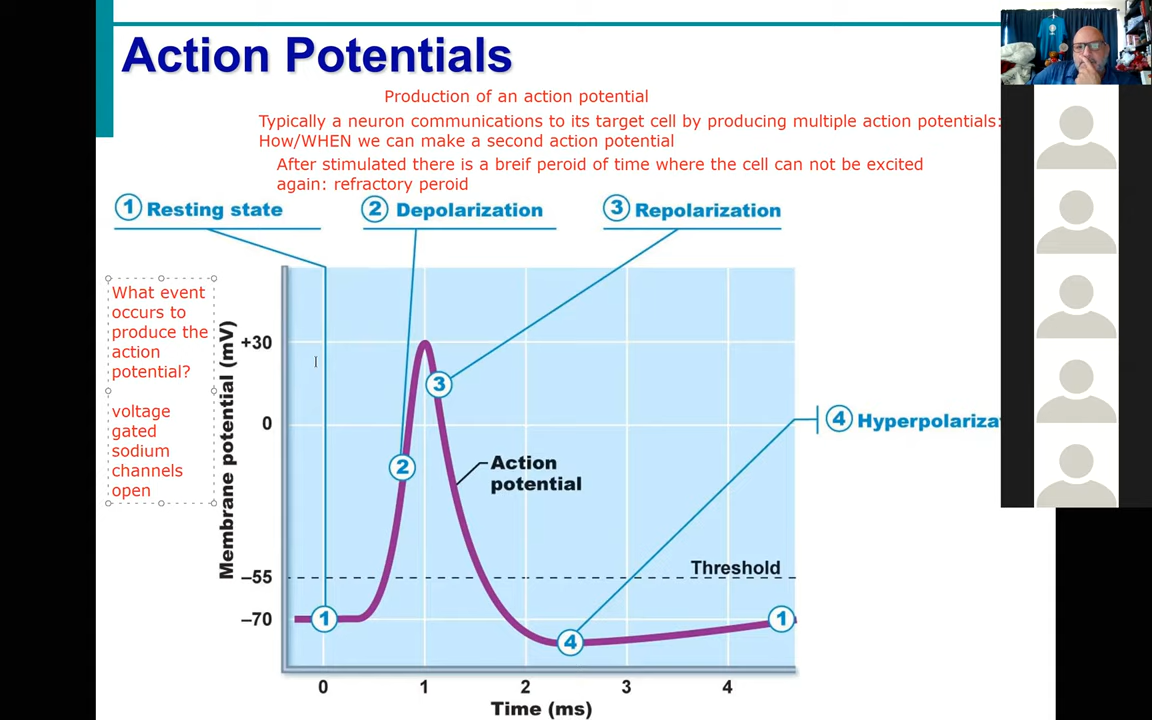 Action Potentials
Production of an action potential
Typically a neuron communications to its target cell by producing multiple action potentials:
How/WHEN we can make a second action potential
After stimulated there is a breif peroid of time where the cell can not be excited
again: refractory peroid
1 Resting state
2 Depolarization
3 Repolarization
What event
occurs to
produce the
action
potential?
voltage
gated
sodium
channels
open
Membrane potential (mV)
+30
0
–55
–70
3
2
Action
potential
4 Hyperpolariza
Threshold
1
4
1
0 1 2 3 4
Time (ms)